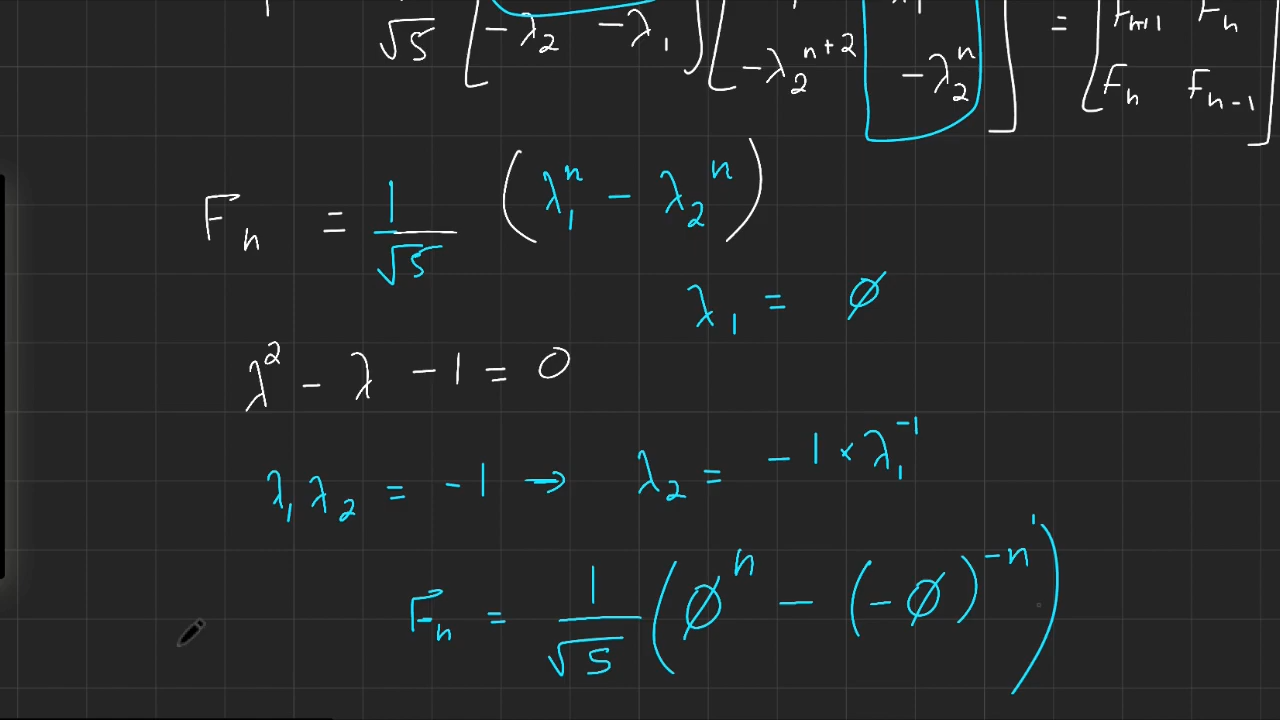 1/√5 [ -λ₂ -λ₁ ] [ -λ₂ⁿ⁺² -λ₂ⁿ ] = [ Fₙ₊₁ Fₙ
Fₙ Fₙ₋₁ ]
Fₙ = 1/√5 (λ₁ⁿ - λ₂ⁿ)
λ₁ = ϕ
λ² - λ - 1 = 0
λ₁λ₂ = -1 → λ₂ = -1 × λ₁⁻¹
Fₙ = 1/√5 (ϕⁿ - (-ϕ)⁻ⁿ)